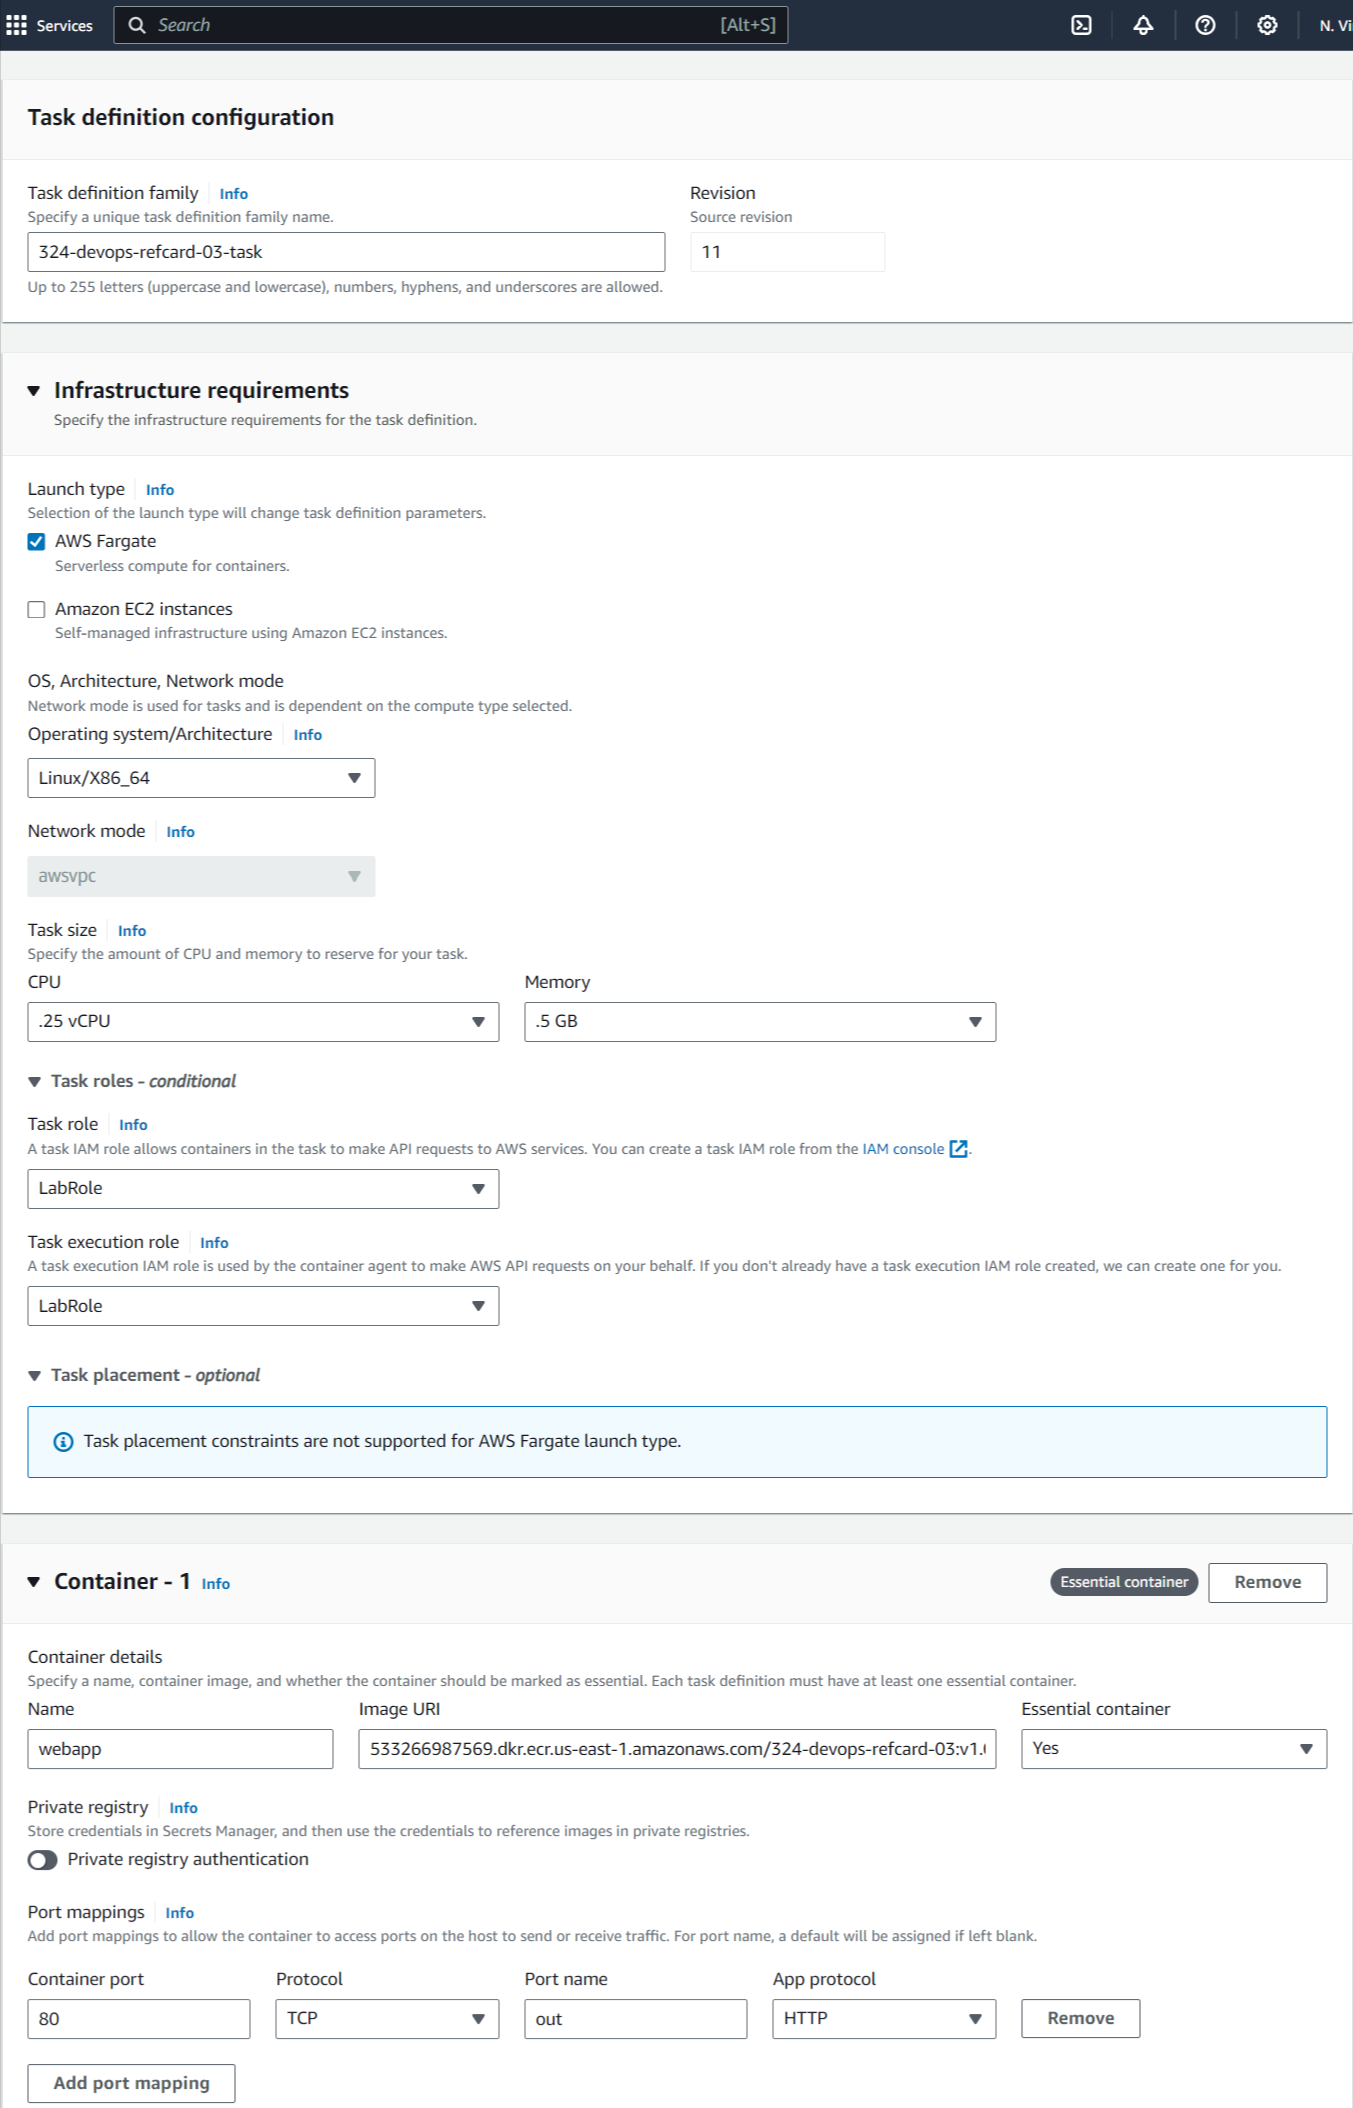 Services
Search [Alt+S]
N. Vi
Task definition configuration
Task definition family Info
Specify a unique task definition family name.
324-devops-refcard-03-task
Up to 255 letters (uppercase and lowercase), numbers, hyphens, and underscores are allowed.
Revision
Source revision
11
Infrastructure requirements
Specify the infrastructure requirements for the task definition.
Launch type Info
Selection of the launch type will change task definition parameters.
AWS Fargate
Serverless compute for containers.
Amazon EC2 instances
Self-managed infrastructure using Amazon EC2 instances.
OS, Architecture, Network mode
Network mode is used for tasks and is dependent on the compute type selected.
Operating system/Architecture Info
Linux/X86_64
Network mode Info
awsvpc
Task size Info
Specify the amount of CPU and memory to reserve for your task.
CPU Memory
.25 vCPU .5 GB
Task roles - conditional
Task role Info
A task IAM role allows containers in the task to make API requests to AWS services. You can create a task IAM role from the IAM console .
LabRole
Task execution role Info
A task execution IAM role is used by the container agent to make AWS API requests on your behalf. If you don't already have a task execution IAM role created, we can create one for you.
LabRole
Task placement - optional
Task placement constraints are not supported for AWS Fargate launch type.
Container - 1 Info Essential container Remove
Container details
Specify a name, container image, and whether the container should be marked as essential. Each task definition must have at least one essential container.
Name Image URI Essential container
webapp 533266987569.dkr.ecr.us-east-1.amazonaws.com/324-devops-refcard-03:v1. Yes
Private registry Info
Store credentials in Secrets Manager, and then use the credentials to reference images in private registries.
Private registry authentication
Port mappings Info
Add port mappings to allow the container to access ports on the host to send or receive traffic. For port name, a default will be assigned if left blank.
Container port Protocol Port name App protocol
80 TCP out HTTP Remove
Add port mapping